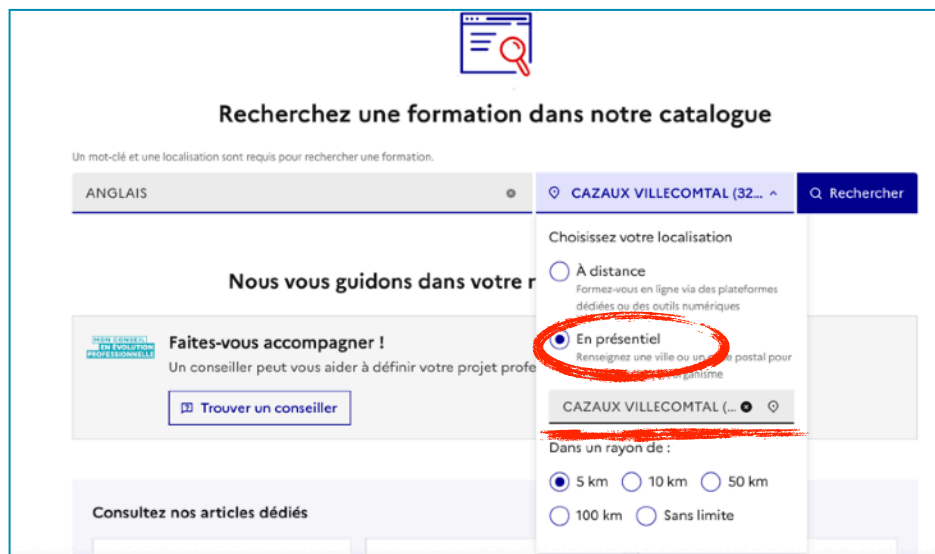 Recherchez une formation dans notre catalogue
Un mot-clé et une localisation sont requis pour rechercher une formation.
ANGLAIS
CAZAUX VILLECOMTAL (32...
Rechercher
Choisissez votre localisation
À distance
Formez-vous en ligne via des plateformes
dédiées ou des outils numériques
Nous vous guidons dans votre r
En présentiel
Renseignez une ville ou un postal pour
organisme
MON CONSEIL
EN ÉVOLUTION
PROFESSIONNELLE
Faites-vous accompagner !
Un conseiller peut vous aider à définir votre projet profe
Trouver un conseiller
CAZAUX VILLECOMTAL (...
Dans un rayon de :
5 km
10 km
50 km
100 km
Sans limite
Consultez nos articles dédiés